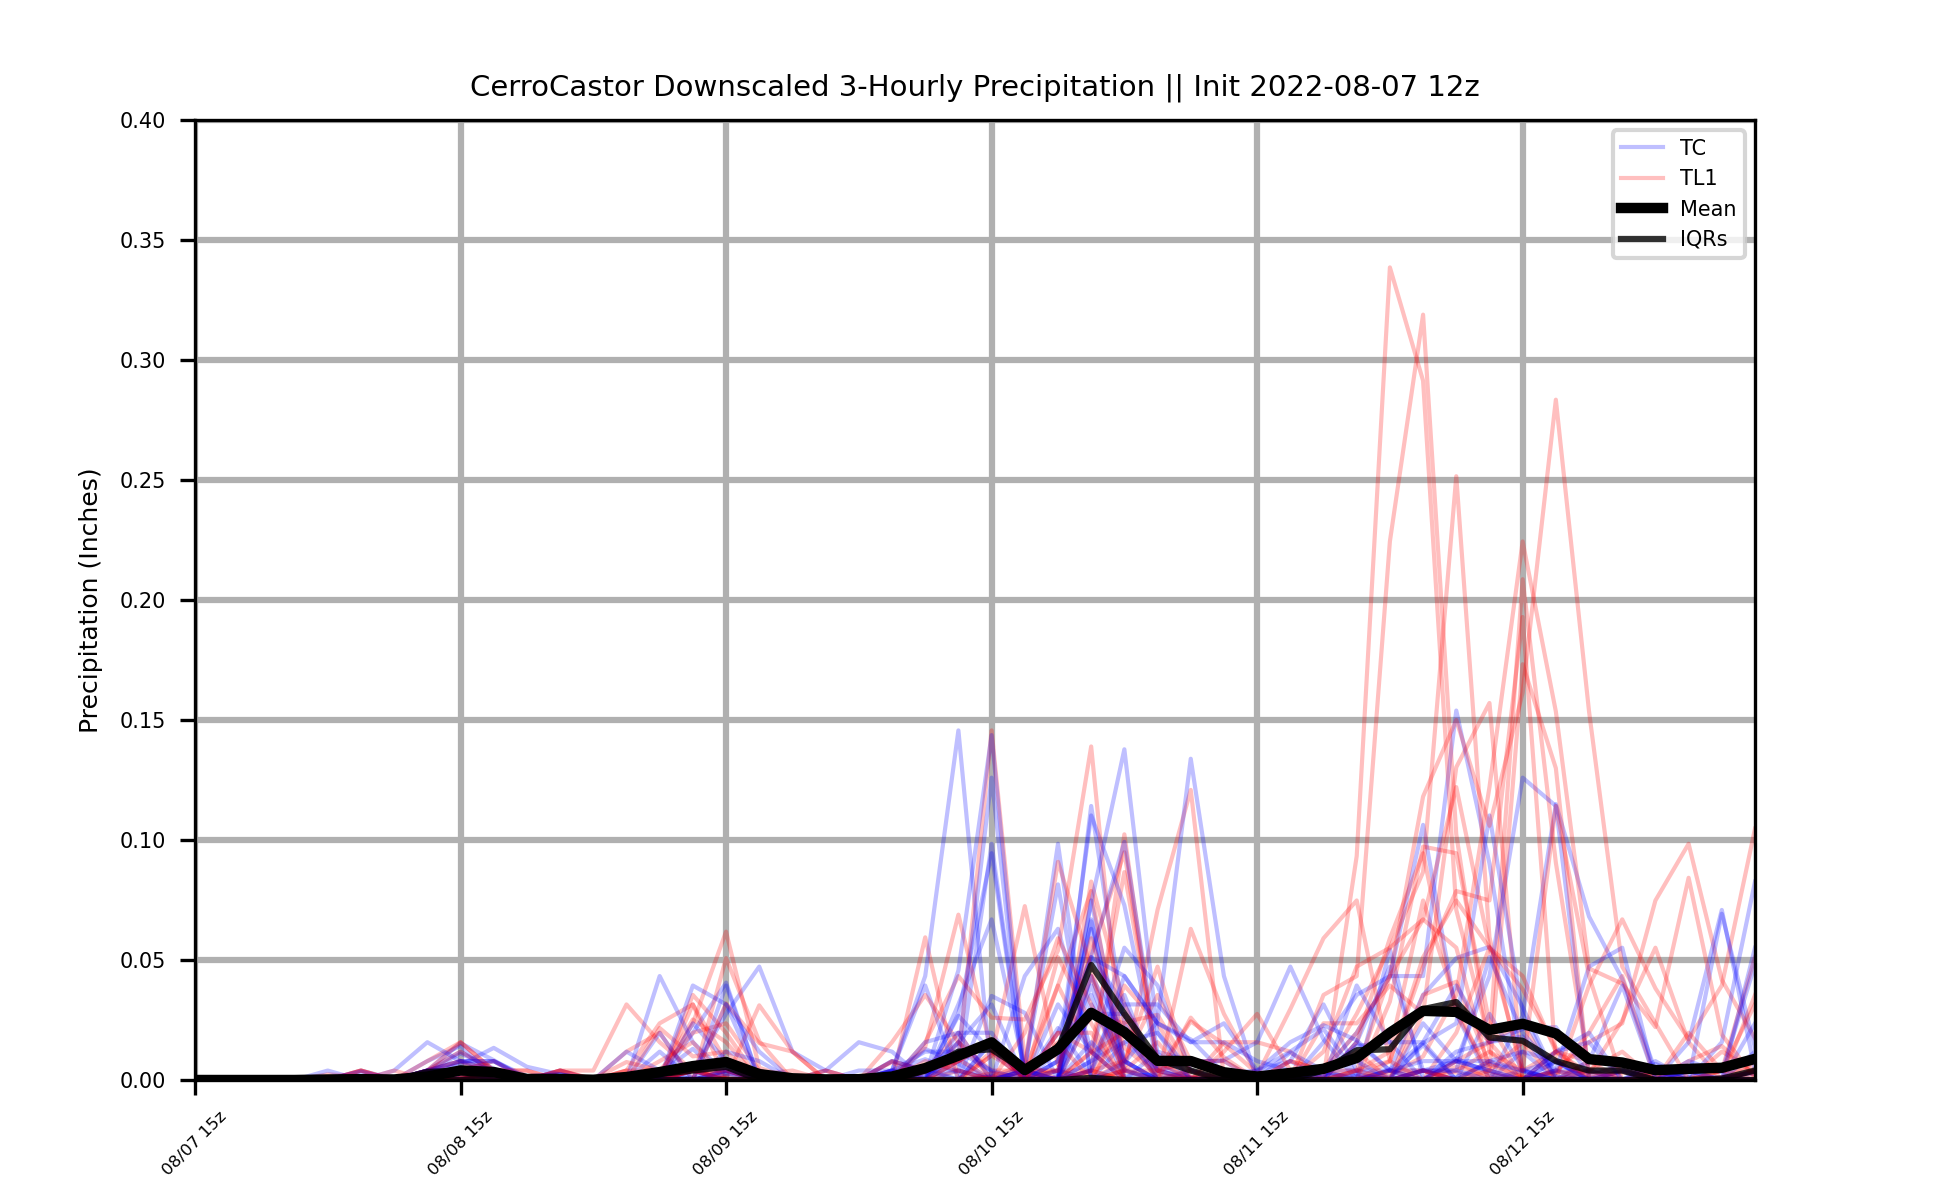 CerroCastor Downscaled 3-Hourly Precipitation || Init 2022-08-07 12z
TC
TL1
Mean
IQRs
Precipitation (Inches)
0.40
0.35
0.30
0.25
0.20
0.15
0.10
0.05
0.00
08/07 15z
08/08 15z
08/09 15z
08/10 15z
08/11 15z
08/12 15z